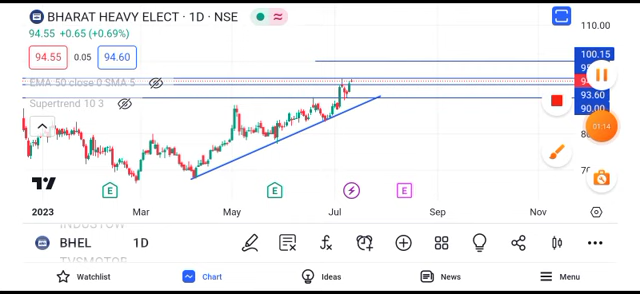 BHARAT HEAVY ELECT · 1D · NSE
94.55 +0.65 (+0.69%)
110.00
94.55 0.05 94.60
100.15
EMA 50 close 0 SMA 5
93.60
Supertrend 10 3
90.00
01:14
E E E
2023 Mar May Jul Sep Nov
BHEL 1D
Watchlist Chart Ideas News Menu